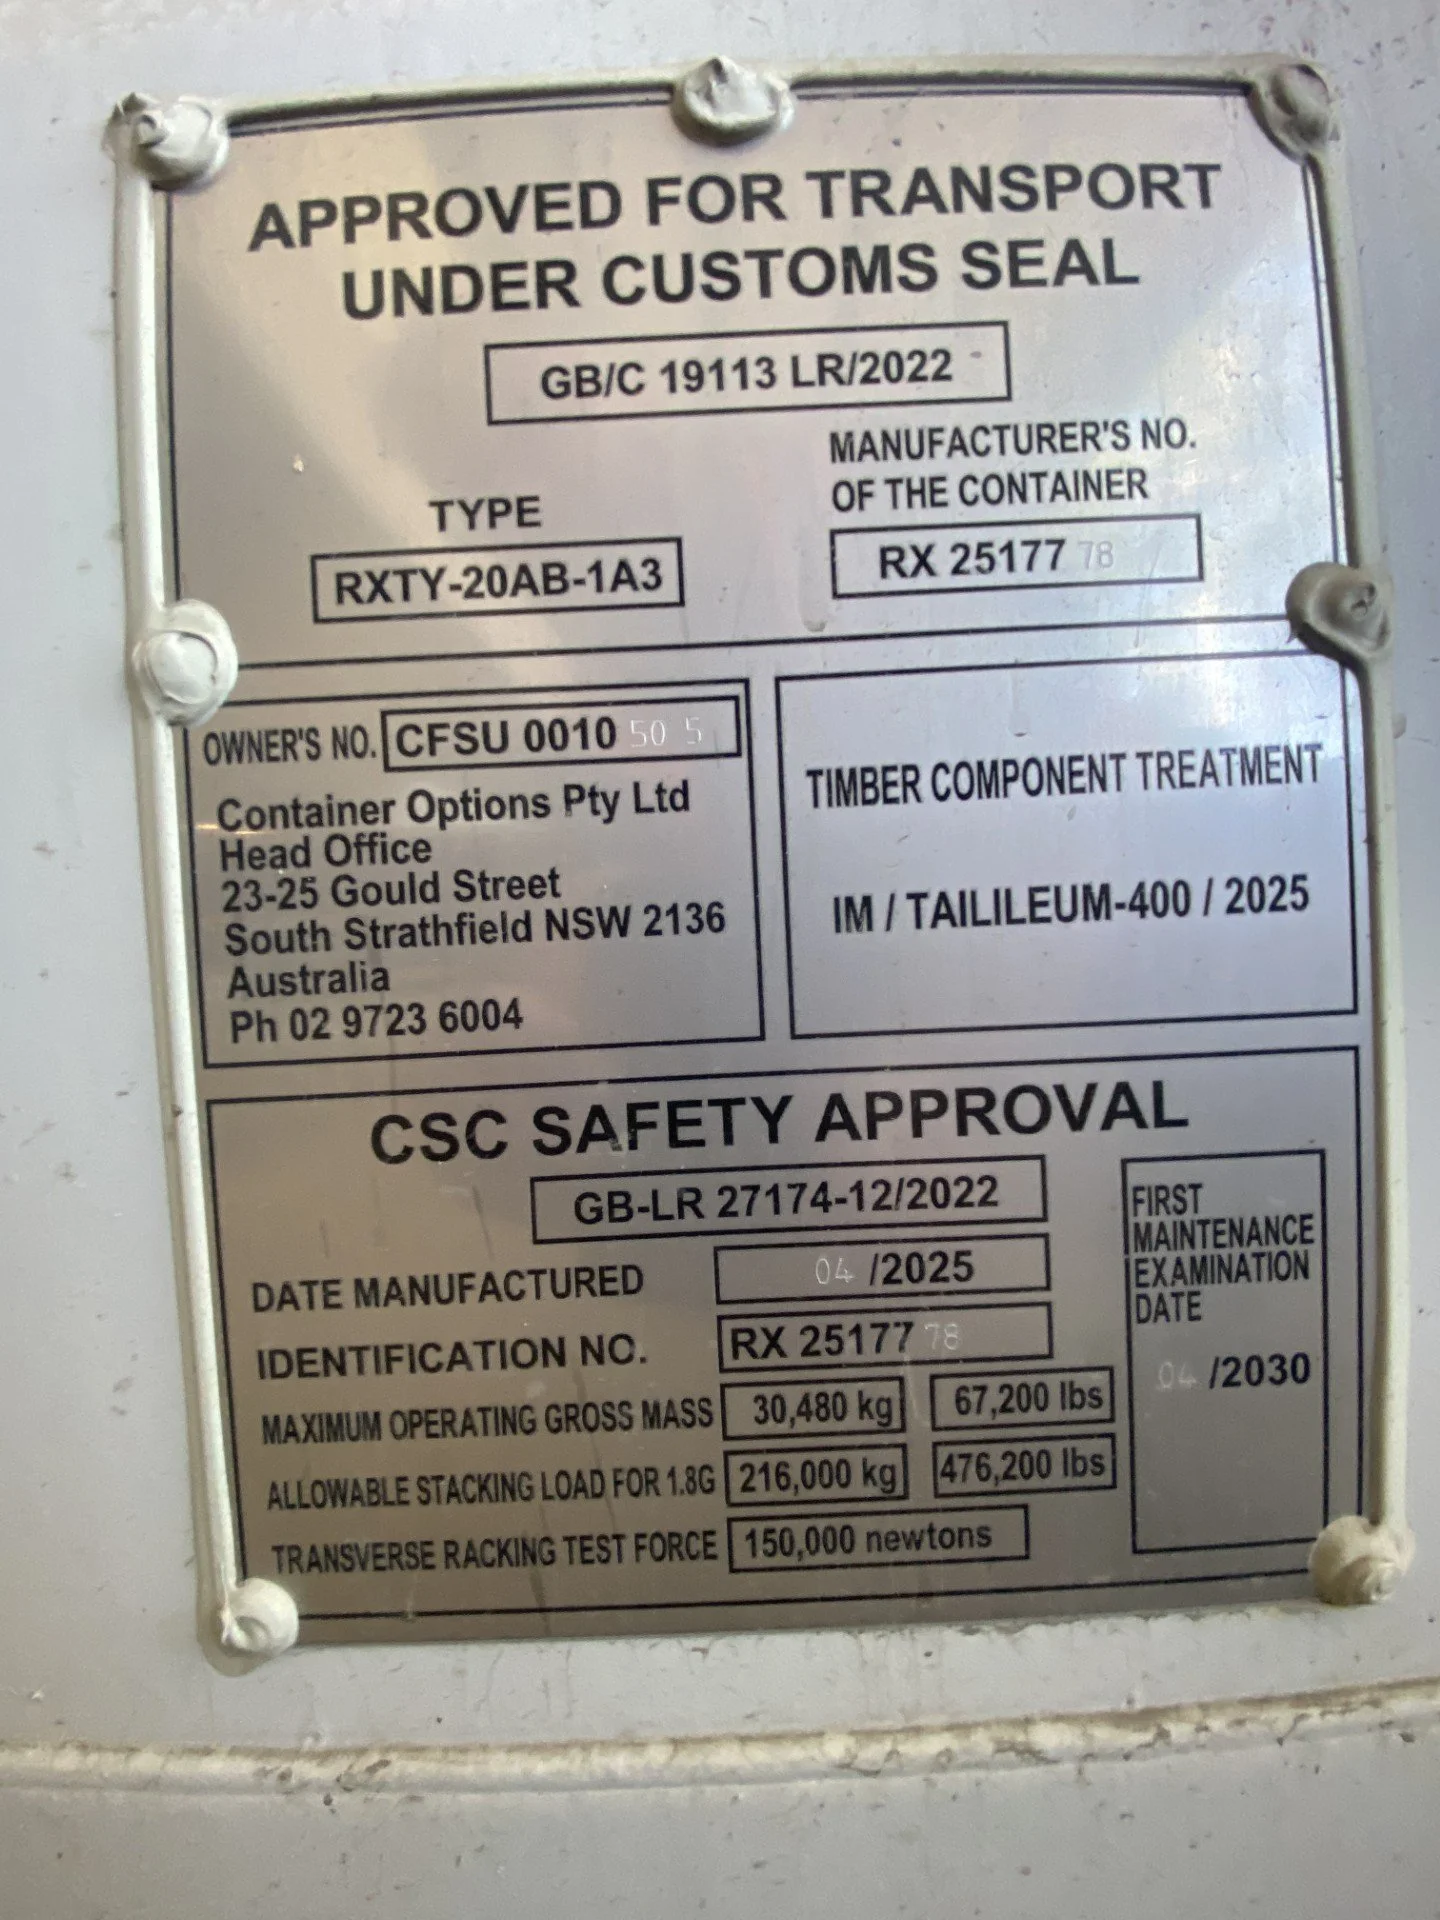 APPROVED FOR TRANSPORT
UNDER CUSTOMS SEAL
GB/C 19113 LR/2022
TYPE
RXTY-20AB-1A3
MANUFACTURER'S NO.
OF THE CONTAINER
RX 25177 78
OWNER'S NO. CFSU 0010 50 5
Container Options Pty Ltd
Head Office
23-25 Gould Street
South Strathfield NSW 2136
Australia
Ph 02 9723 6004
TIMBER COMPONENT TREATMENT
IM / TAILILEUM-400 / 2025
CSC SAFETY APPROVAL
GB-LR 27174-12/2022
DATE MANUFACTURED 04 /2025
IDENTIFICATION NO. RX 25177 78
MAXIMUM OPERATING GROSS MASS 30,480 kg 67,200 lbs
ALLOWABLE STACKING LOAD FOR 1.8G 216,000 kg 476,200 lbs
TRANSVERSE RACKING TEST FORCE 150,000 newtons
FIRST
MAINTENANCE
EXAMINATION
DATE
04 /2030